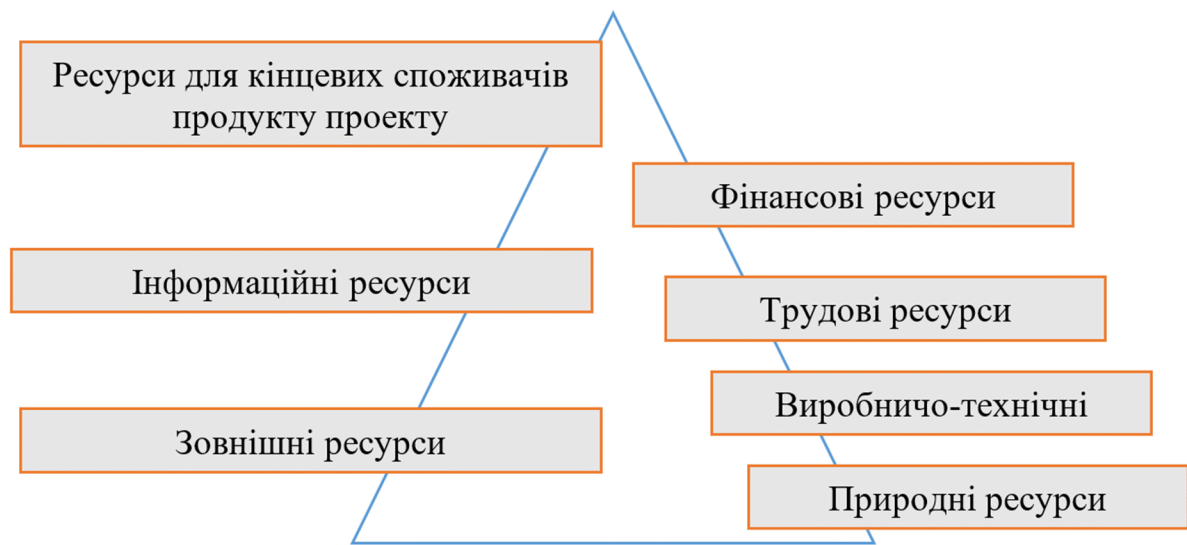 Ресурси для кінцевих споживачів
продукту проекту
Інформаційні ресурси
Зовнішні ресурси
Фінансові ресурси
Трудові ресурси
Виробничо-технічні
Природні ресурси